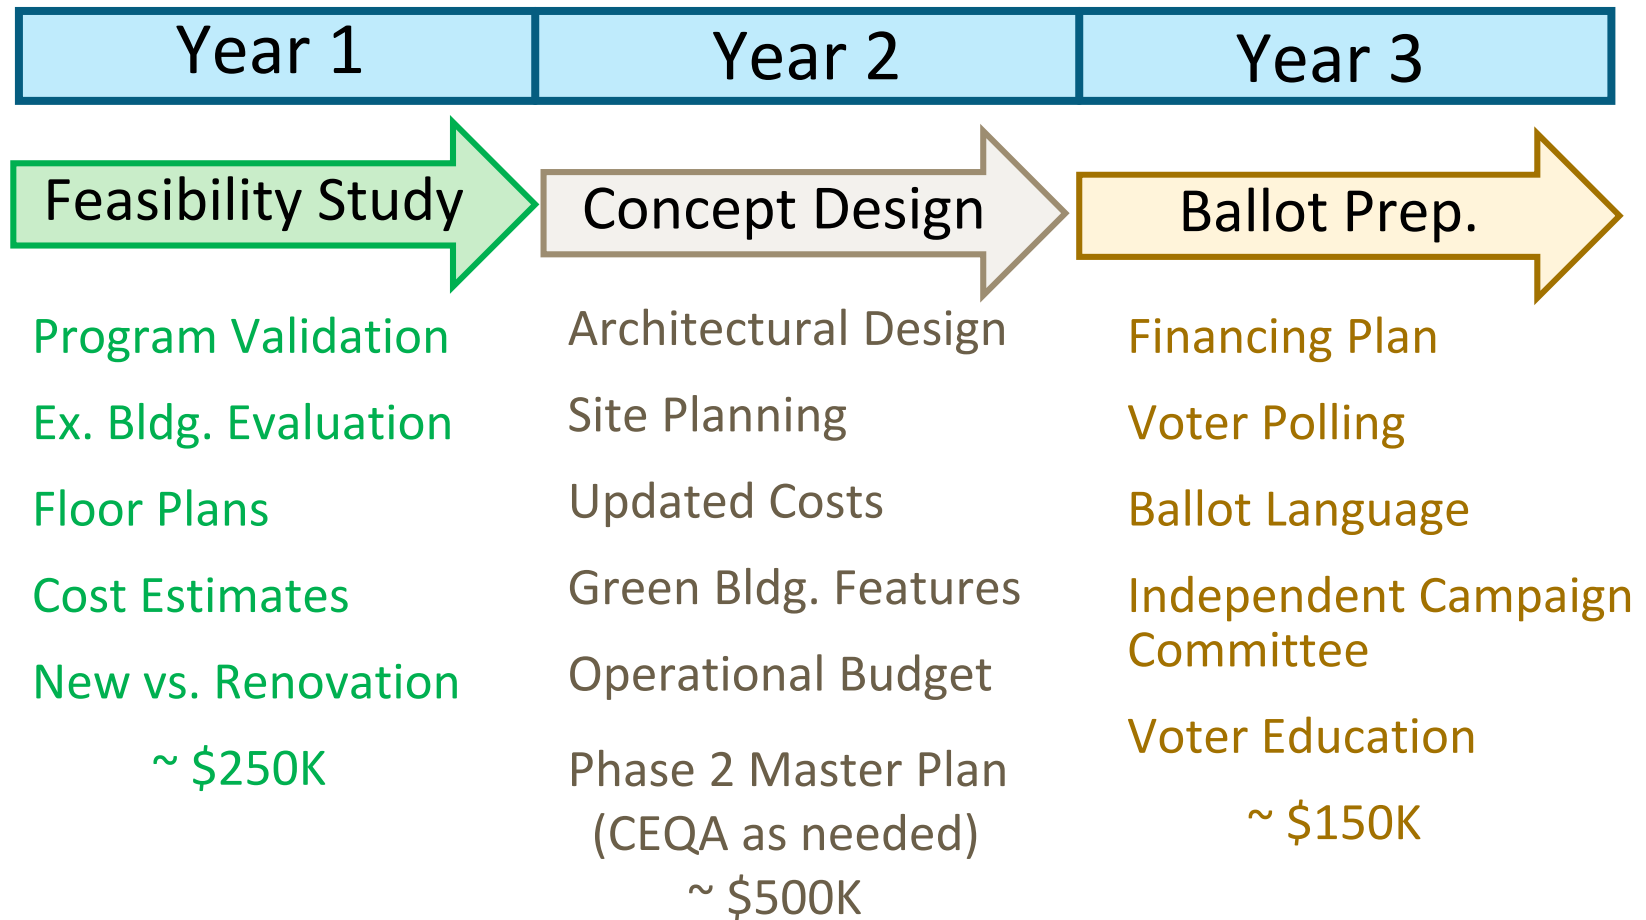 Year 1
Year 2
Year 3
Feasibility Study
Concept Design
Ballot Prep.
Program Validation
Ex. Bldg. Evaluation
Floor Plans
Cost Estimates
New vs. Renovation
~ $250K
Architectural Design
Site Planning
Updated Costs
Green Bldg. Features
Operational Budget
Phase 2 Master Plan
(CEQA as needed)
~ $500K
Financing Plan
Voter Polling
Ballot Language
Independent Campaign
Committee
Voter Education
~ $150K